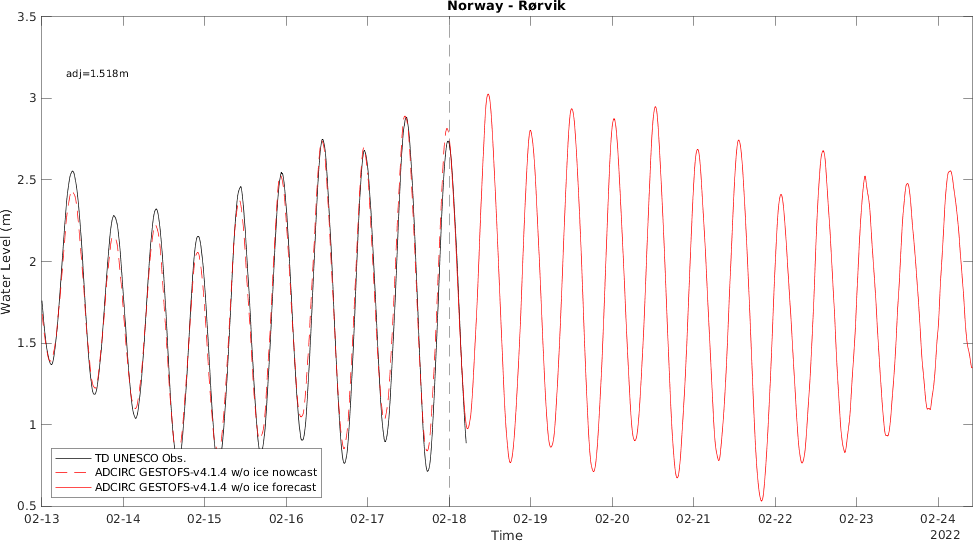 Norway - Rørvik
adj=1.518m
Water Level (m)
3.5
3
2.5
2
1.5
1
0.5
TD UNESCO Obs.
ADCIRC GESTOFS-v4.1.4 w/o ice nowcast
ADCIRC GESTOFS-v4.1.4 w/o ice forecast
02-13 02-14 02-15 02-16 02-17 02-18 02-19 02-20 02-21 02-22 02-23 02-24
Time
2022